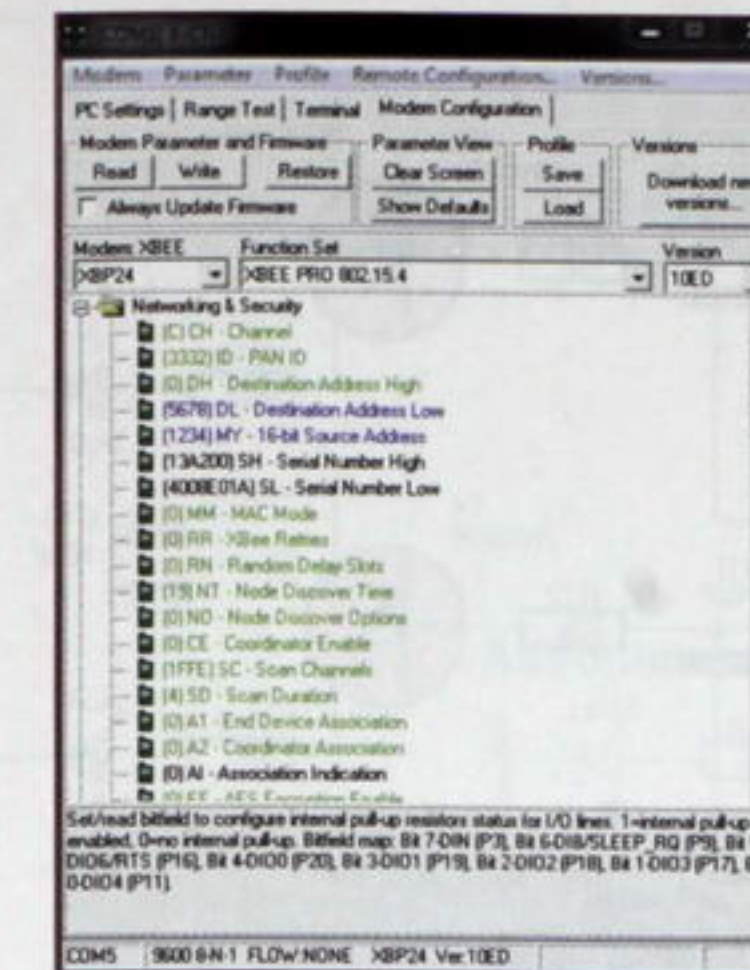 Modem Parameter Profile Remote Configuration... Versions...
PC Settings Range Test Terminal Modem Configuration
Modem Parameter and Firmware Parameter View Profile Versions
Read Write Restore Clear Screen Save Download new
Always Update Firmware Show Defaults Load versions...
Modem: XBEE Function Set Version
XBP24 XBEE PRO 802.15.4 10ED
Networking & Security
(C) CH - Channel
(3332) ID - PAN ID
(0) DH - Destination Address High
(5678) DL - Destination Address Low
(1234) MY - 16-bit Source Address
(13A200) SH - Serial Number High
(4008E01A) SL - Serial Number Low
(0) MM - MAC Mode
(0) RR - XBee Retries
(0) RN - Random Delay Slots
(19) NT - Node Discover Time
(0) NO - Node Discover Options
(0) CE - Coordinator Enable
(1FFE) SC - Scan Channels
(4) SD - Scan Duration
(0) A1 - End Device Association
(0) A2 - Coordinator Association
(0) AI - Association Indication
(0) EE - AES Encryption Enable
Set/read bitfield to configure internal pull-up resistors status for I/O lines. 1=internal pull-up
enabled, 0=no internal pull-up. Bitfield map: Bit 7-DIN (P3), Bit 6-DI8/SLEEP_RQ (P9), Bit
DIO6/RTS (P16), Bit 4-DIO0 (P20), Bit 3-DIO1 (P19), Bit 2-DIO2 (P18), Bit 1-DIO3 (P17),
0-DIO4 (P11).
COM5 9600 8-N-1 FLOW:NONE XBP24 Ver:10ED